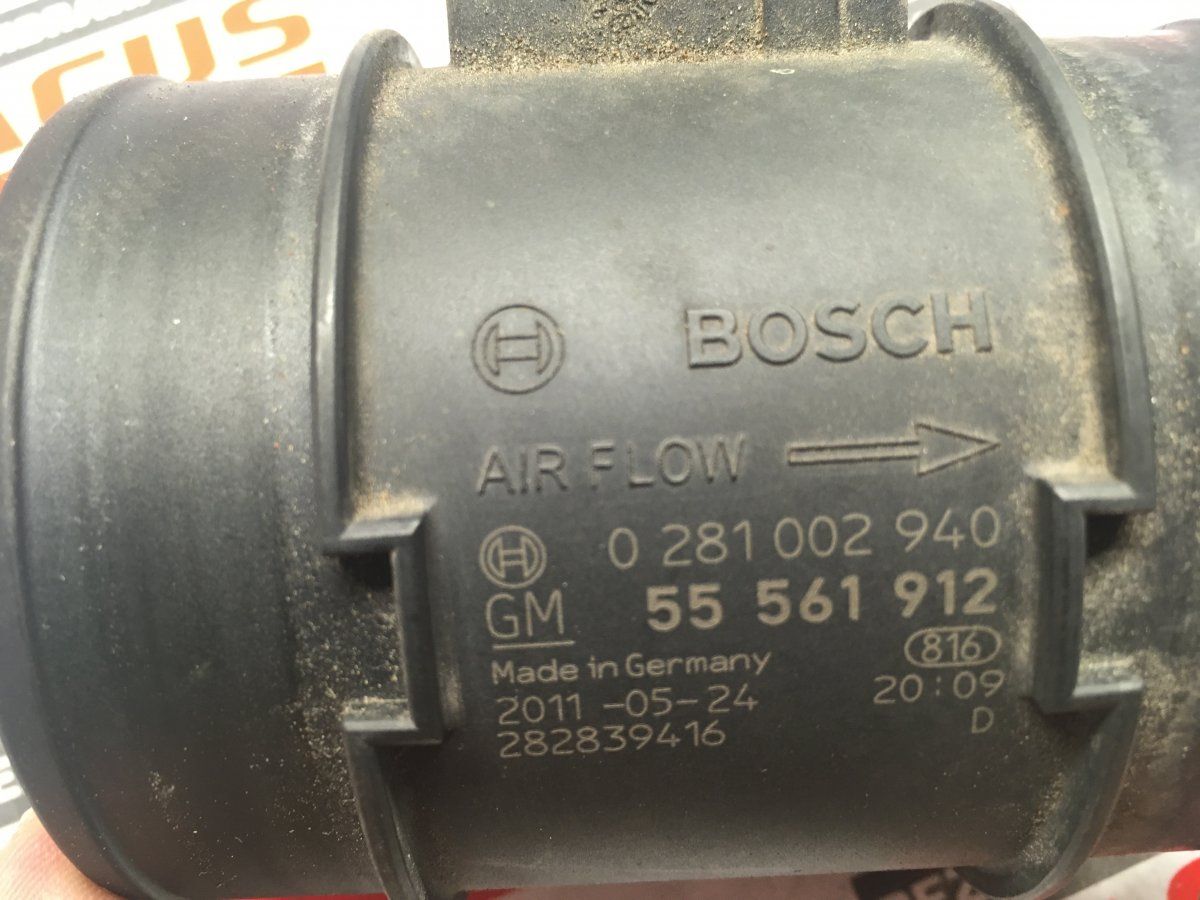 CUS
BOSCH
AIR FLOW
0 281 002 940
GM 55 561 912
Made in Germany 816
2011-05-24 20:09
282839416 D